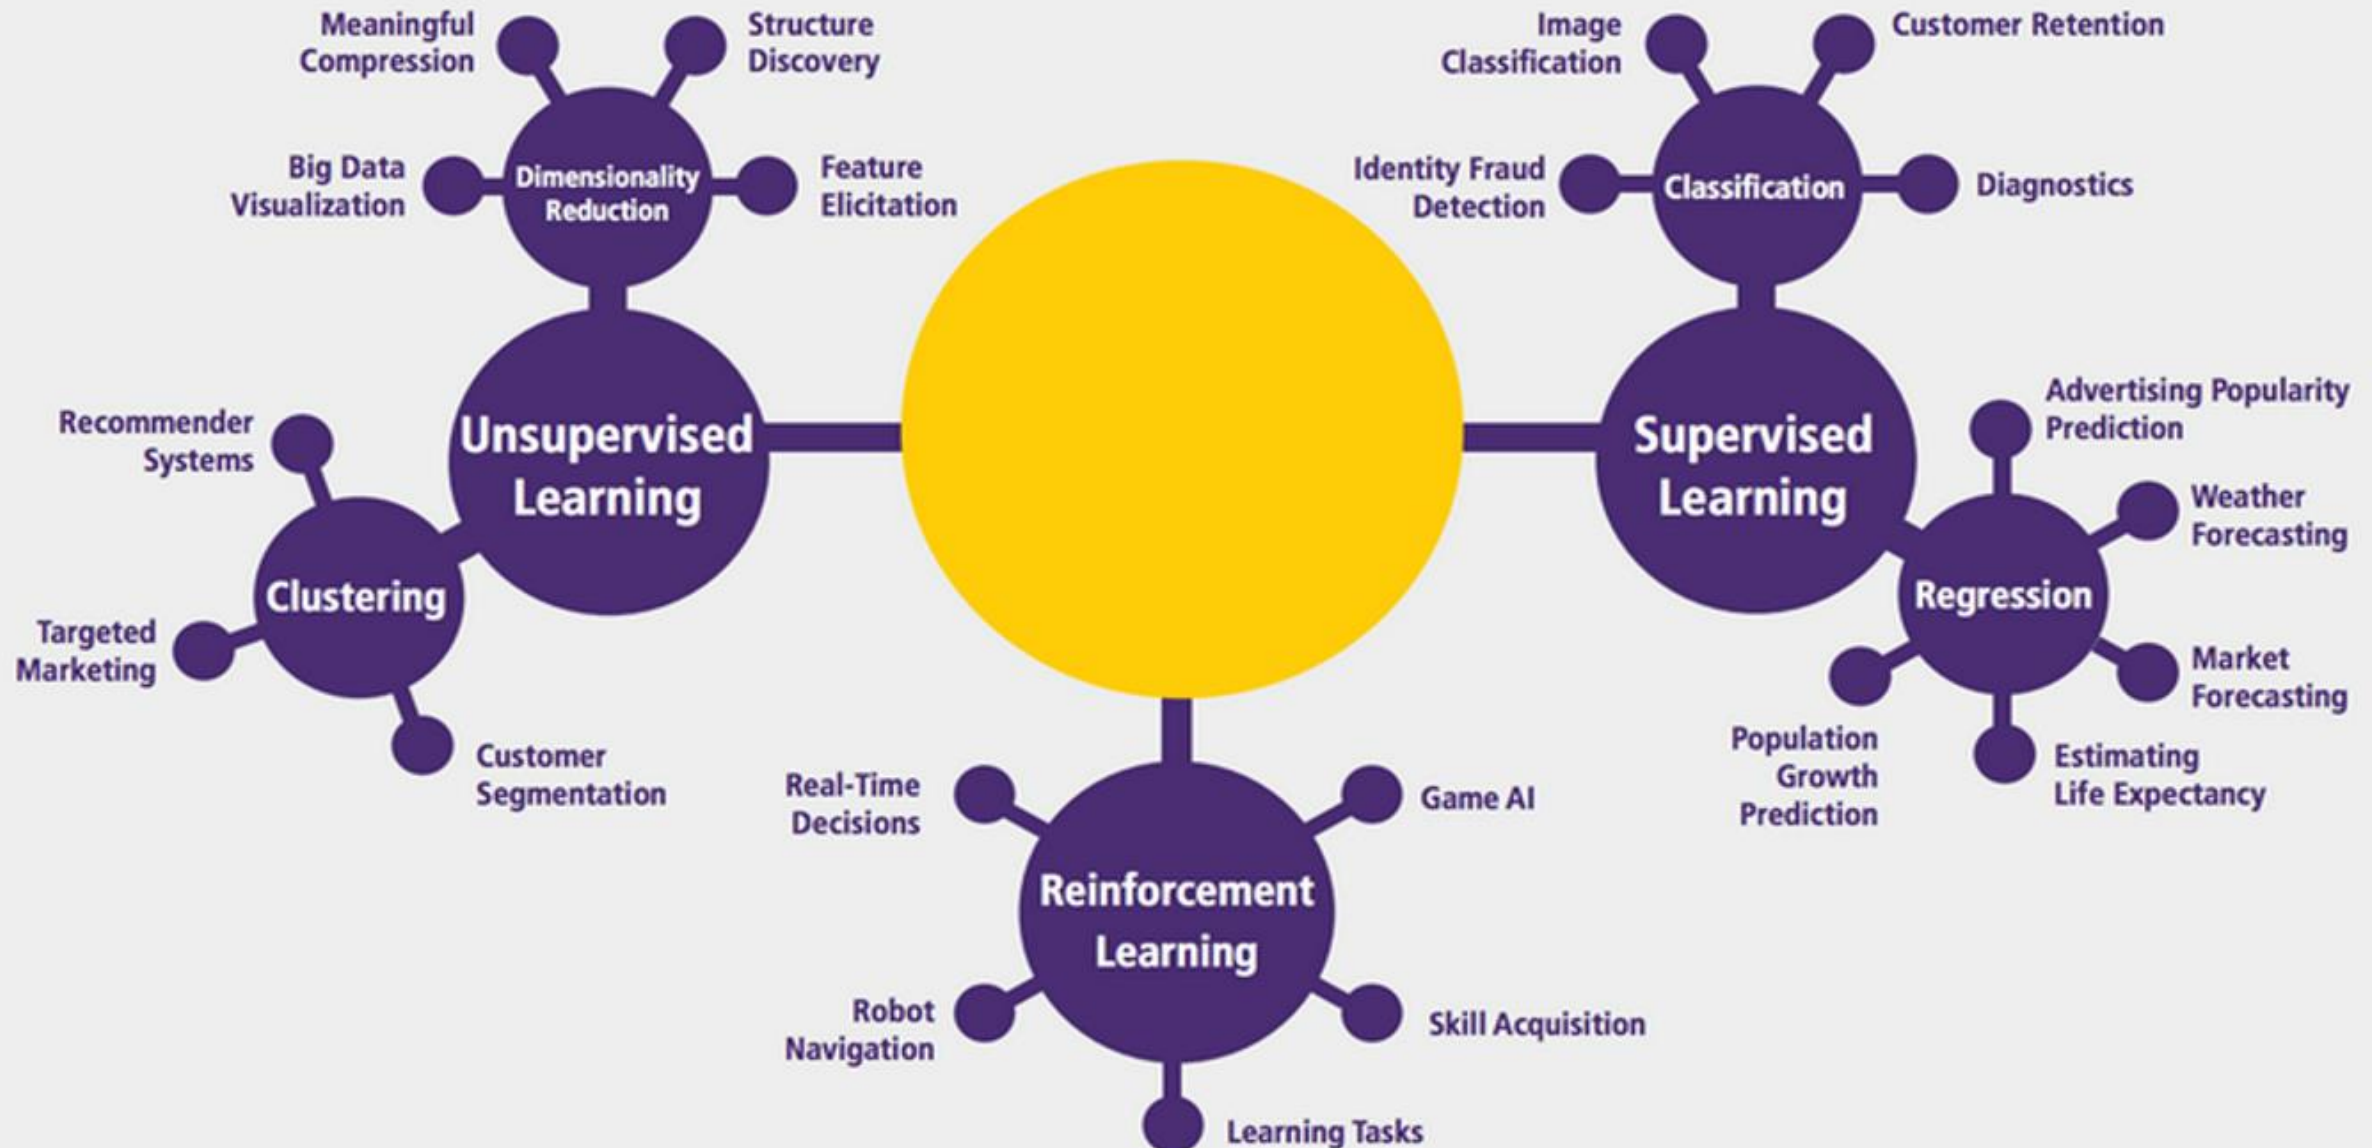 Meaningful
Compression
Structure
Discovery
Big Data
Visualization
Dimensionality
Reduction
Feature
Elicitation
Image
Classification
Customer Retention
Identity Fraud
Detection
Classification
Diagnostics
Unsupervised
Learning
Recommender
Systems
Clustering
Targeted
Marketing
Customer
Segmentation
Supervised
Learning
Advertising Popularity
Prediction
Weather
Forecasting
Regression
Market
Forecasting
Population
Growth
Prediction
Estimating
Life Expectancy
Real-Time
Decisions
Game AI
Reinforcement
Learning
Robot
Navigation
Skill Acquisition
Learning Tasks